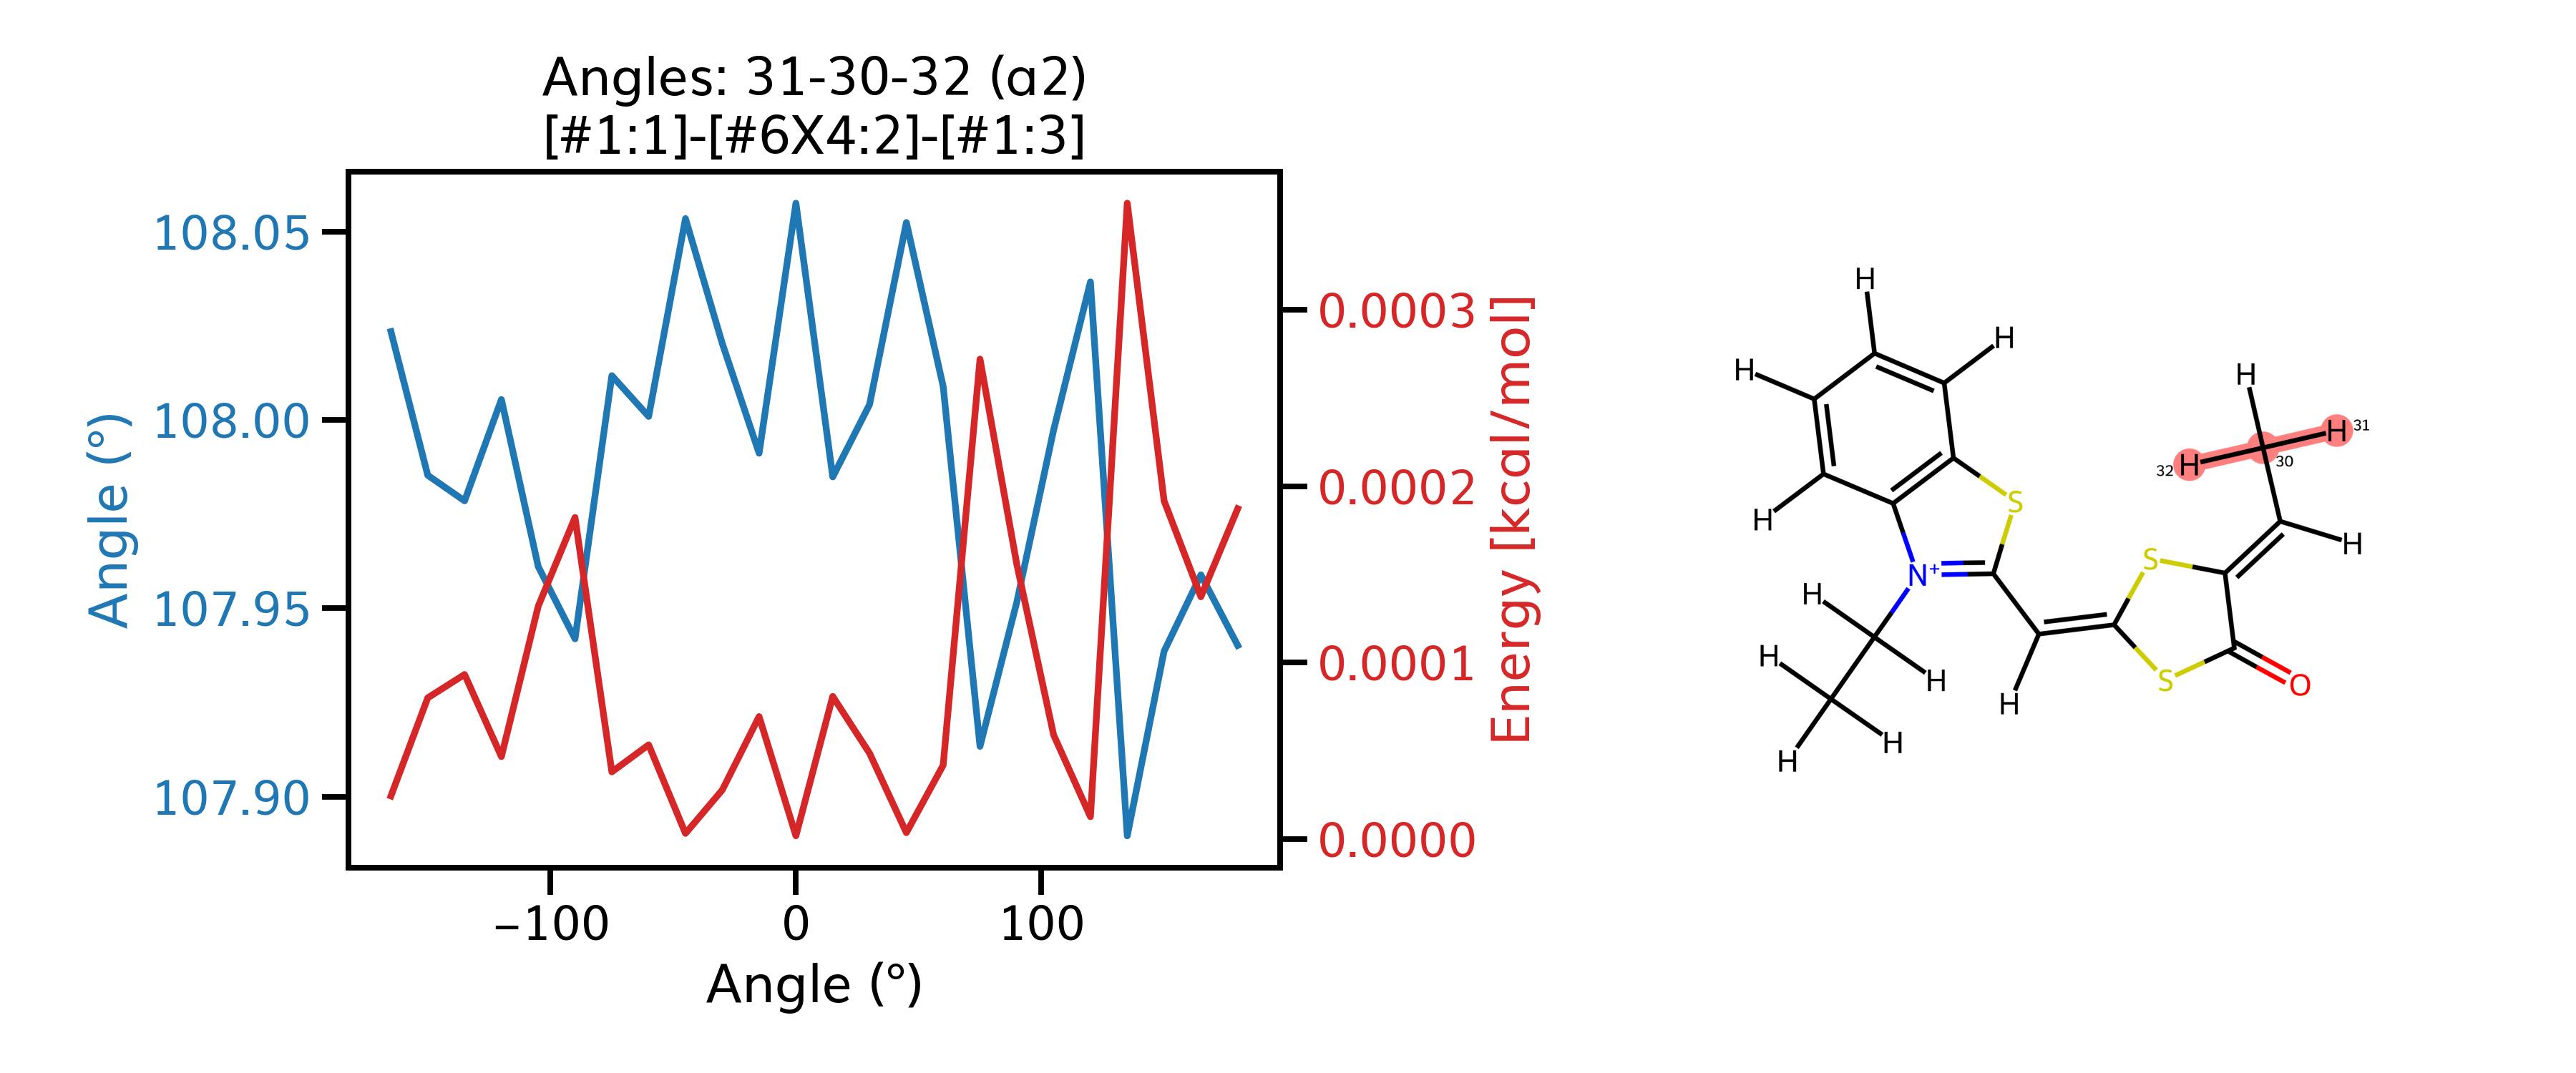 Angles: 31-30-32 (α2)
[#1:1]-[#6X4:2]-[#1:3]
108.05
108.00
107.95
107.90
Angle (°)
0.0003
0.0002
0.0001
0.0000
Energy [kcal/mol]
−100
0
100
Angle (°)
H
H
H
H
H
H 31
32 H
30
S
H
S
N+
H
H
H
S
O
H
H
H